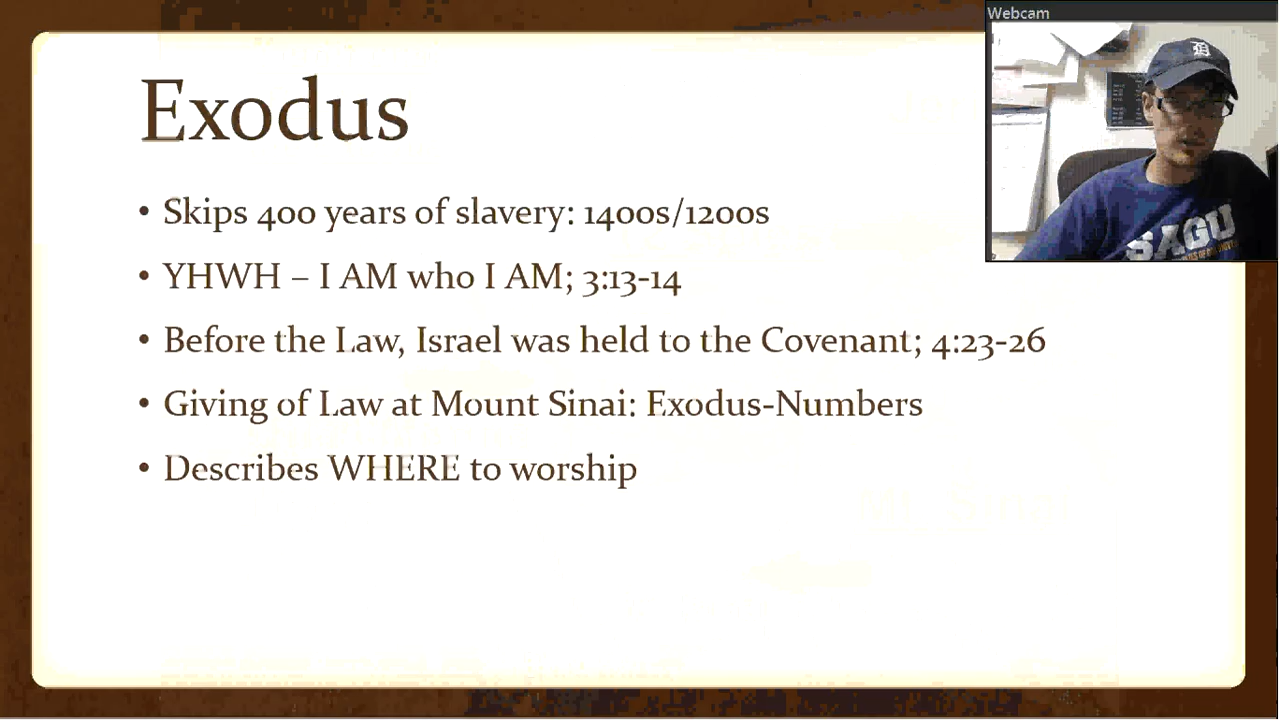 Webcam
Exodus
• Skips 400 years of slavery: 1400s/1200s
• YHWH – I AM who I AM; 3:13-14
• Before the Law, Israel was held to the Covenant; 4:23-26
• Giving of Law at Mount Sinai: Exodus-Numbers
• Describes WHERE to worship
D
SAGU
Mt. Sinai